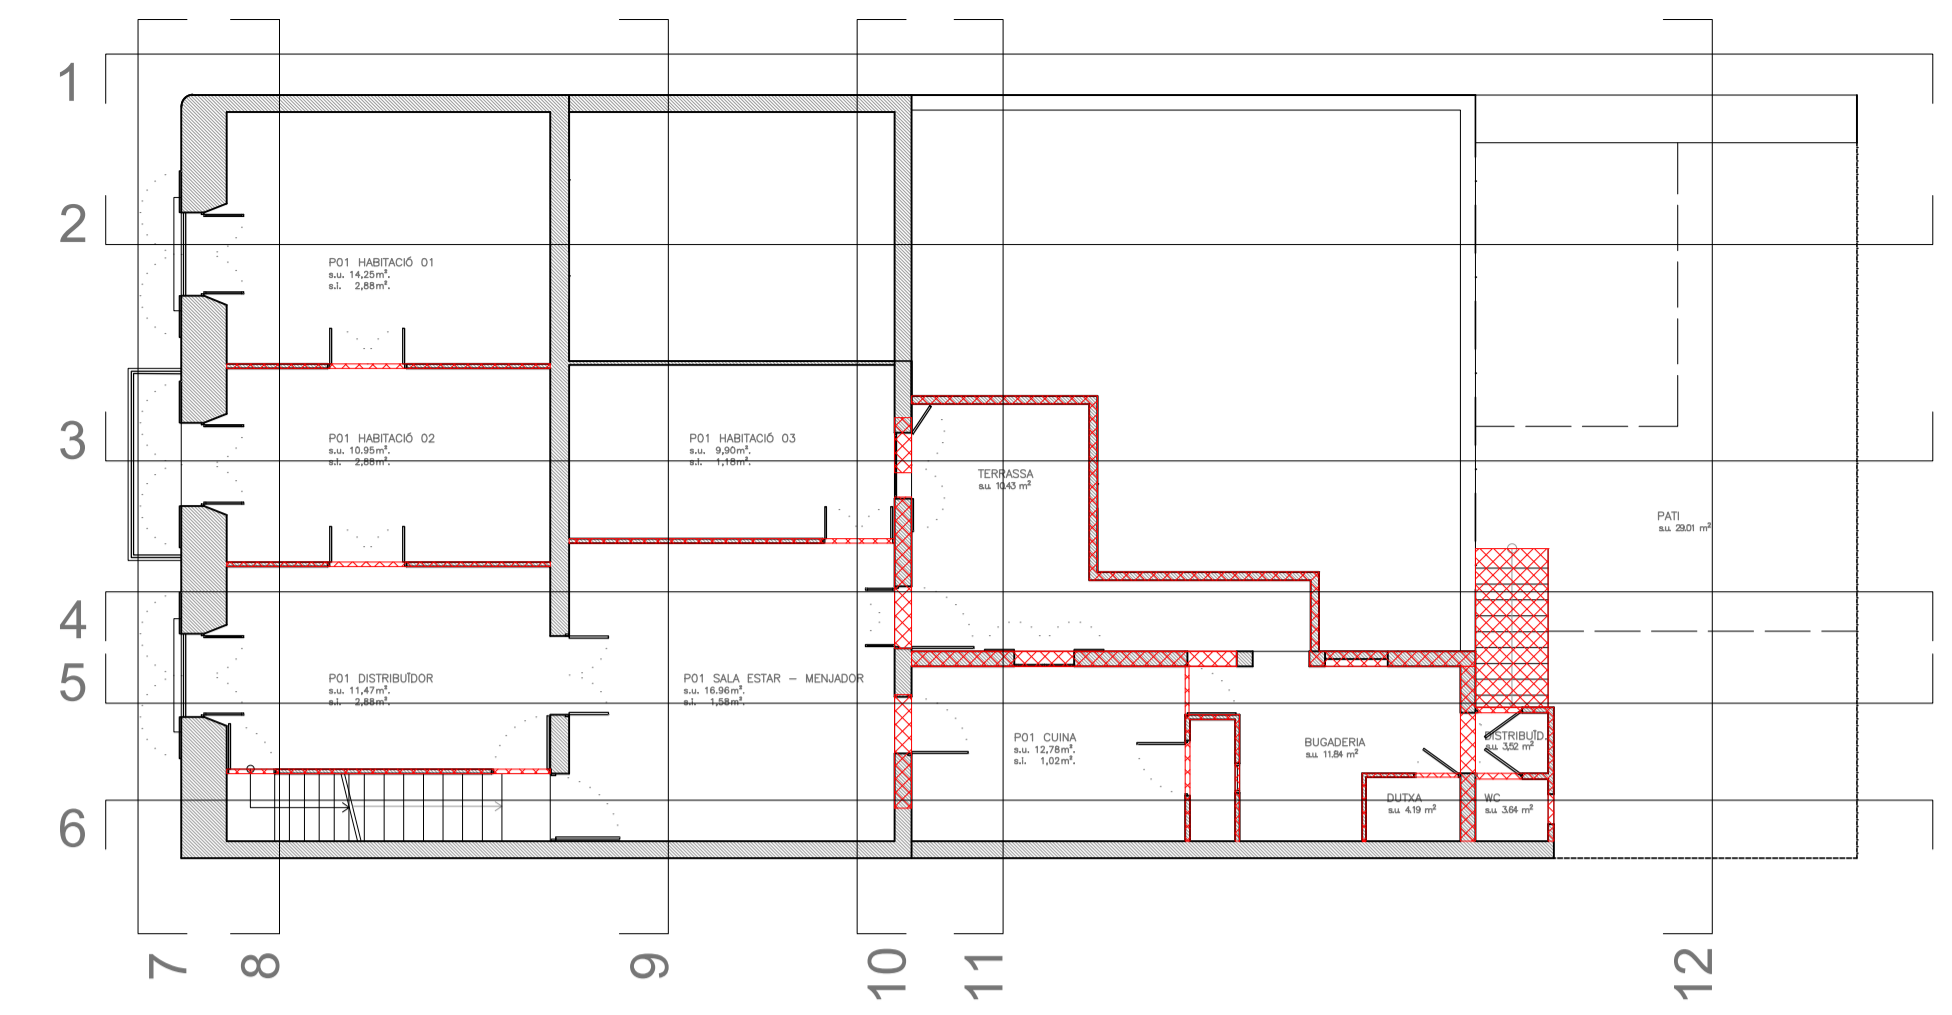 1
2
P01 HABITACIÓ 01
s.u. 14,25m².
s.i. 2,88m².
3
P01 HABITACIÓ 02
s.u. 10.95m².
s.i. 2,88m².
P01 HABITACIÓ 03
s.u. 9,90m².
s.i. 1,18m².
TERRASSA
s.u. 10.43 m²
PATI
s.u. 29.01 m²
4
5
P01 DISTRIBUÏDOR
s.u. 11,47m².
s.i. 2,88m².
P01 SALA ESTAR – MENJADOR
s.u. 16.96m².
s.i. 1,58m².
P01 CUINA
s.u. 12,78m².
s.i. 1,02m².
BUGADERIA
s.u. 11.84 m²
DISTRIBUÏD.
s.u. 3,52 m²
6
DUTXA
s.u. 4.19 m²
WC
s.u. 3.64 m²
7
8
9
10
11
12